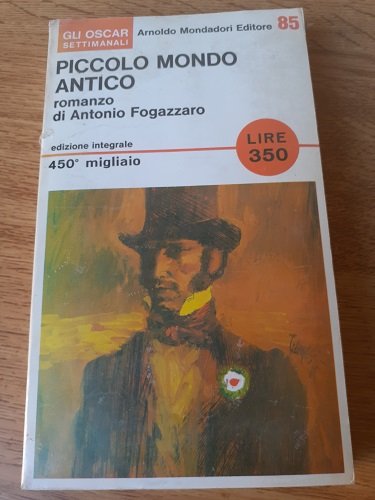 GLI OSCAR
SETTIMANALI
Arnoldo Mondadori Editore 85
PICCOLO MONDO
ANTICO
romanzo
di Antonio Fogazzaro
edizione integrale
450° migliaio
LIRE
350